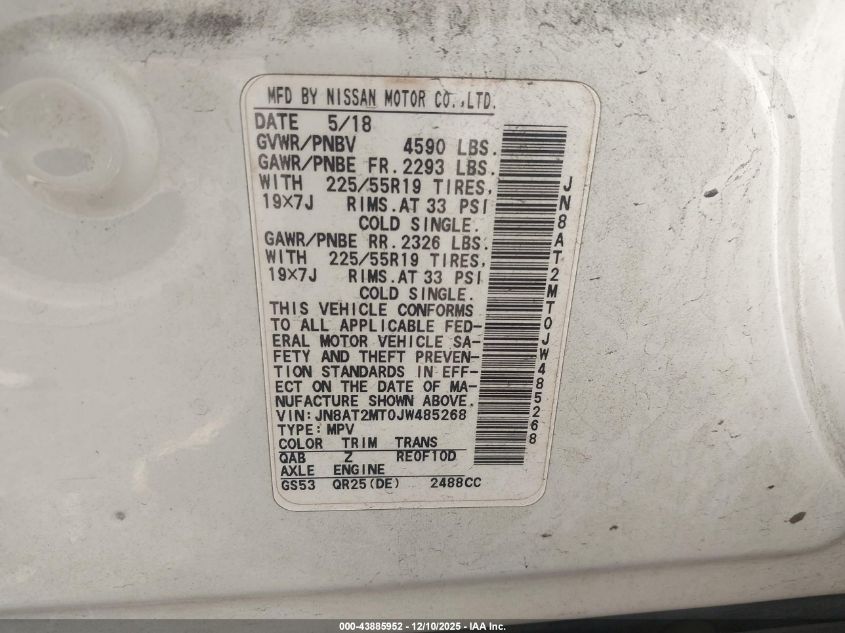 MFD BY NISSAN MOTOR CO.,LTD.
DATE 5/18
GVWR/PNBV 4590 LBS.
GAWR/PNBE FR. 2293 LBS.
WITH 225/55R19 TIRES,
19×7J RIMS.AT 33 PSI
COLD SINGLE.
GAWR/PNBE RR. 2326 LBS.
WITH 225/55R19 TIRES,
19×7J RIMS.AT 33 PSI
COLD SINGLE.
THIS VEHICLE CONFORMS
TO ALL APPLICABLE FED-
ERAL MOTOR VEHICLE SA-
FETY AND THEFT PREVEN-
TION STANDARDS IN EFF-
ECT ON THE DATE OF MA-
NUFACTURE SHOWN ABOVE.
VIN:JN8AT2MT0JW485268
TYPE:MPV
COLOR TRIM TRANS
QAB Z RE0F10D
AXLE ENGINE
GS53 QR25(DE) 2488CC
JN8AT2MT0JW485268
000-43885952 - 12/10/2025 - IAA Inc.